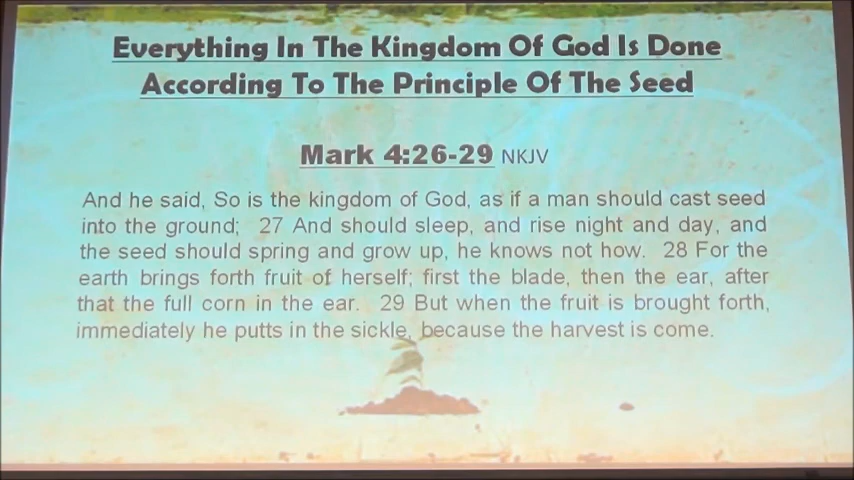 Everything In The Kingdom Of God Is Done
According To The Principle Of The Seed
Mark 4:26-29 NKJV
And he said, So is the kingdom of God, as if a man should cast seed
into the ground; 27 And should sleep, and rise night and day, and
the seed should spring and grow up, he knows not how. 28 For the
earth brings forth fruit of herself; first the blade, then the ear, after
that the full corn in the ear. 29 But when the fruit is brought forth,
immediately he putts in the sickle, because the harvest is come.